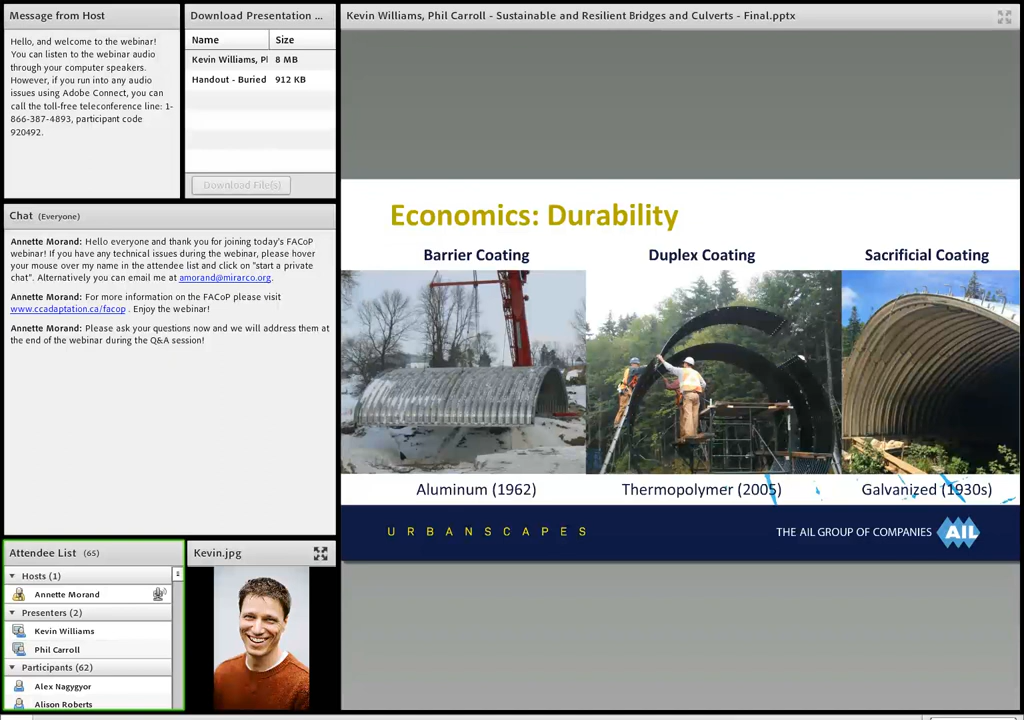 Message from Host
Hello, and welcome to the webinar!
You can listen to the webinar audio
through your computer speakers.
However, if you run into any audio
issues using Adobe Connect, you can
call the toll-free teleconference line: 1-
866-387-4893, participant code
920492.
Download Presentation ...
Name Size
Kevin Williams, Pl 8 MB
Handout - Buried 912 KB
Download File(s)
Chat (Everyone)
Annette Morand: Hello everyone and thank you for joining today's FACoP
webinar! If you have any technical issues during the webinar, please hover
your mouse over my name in the attendee list and click on "start a private
chat". Alternatively you can email me at amorand@mirarco.org.
Annette Morand: For more information on the FACoP please visit
www.ccadaptation.ca/facop . Enjoy the webinar!
Annette Morand: Please ask your questions now and we will address them at
the end of the webinar during the Q&A session!
Attendee List (65)
Hosts (1)
Annette Morand
Presenters (2)
Kevin Williams
Phil Carroll
Participants (62)
Alex Nagygyor
Alison Roberts
Kevin.jpg
Kevin Williams, Phil Carroll - Sustainable and Resilient Bridges and Culverts - Final.pptx
Economics: Durability
Barrier Coating
Duplex Coating
Sacrificial Coating
Aluminum (1962)
Thermopolymer (2005)
Galvanized (1930s)
URBANSCAPES
THE AIL GROUP OF COMPANIES AIL